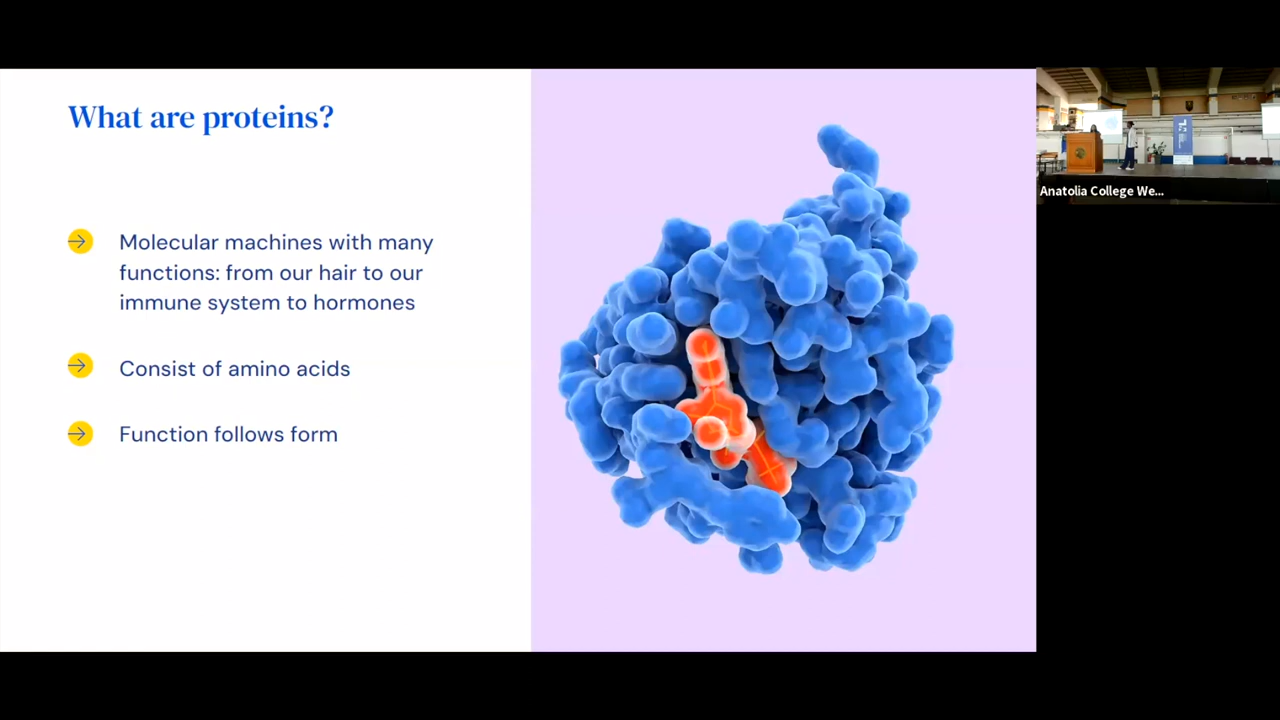 What are proteins?
Molecular machines with many
functions: from our hair to our
immune system to hormones
Consist of amino acids
Function follows form
Anatolia College We...